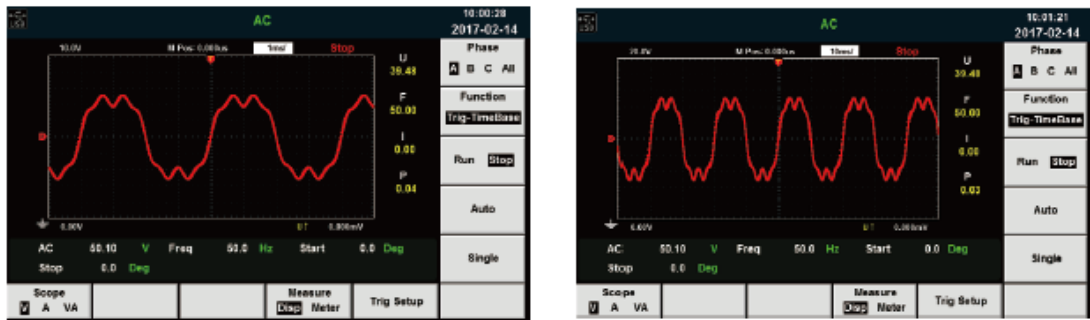 AC
10:00:28
2017-02-14
10.0V M Pos: 0.000us 1ms/ Stop
U
39.48
F
50.00
I
0.00
P
0.04
0.00V UT 0.000mV
AC 50.10 V Freq 50.0 Hz Start 0.0 Deg
Stop 0.0 Deg
Phase
A B C All
Function
Trig-TimeBase
Run Stop
Auto
Single
Scope
V A VA
Measure
Disp Meter
Trig Setup
AC
10:01:21
2017-02-14
M Pos: 0.000us 10ms/ Stop
U
39.48
F
50.00
I
0.00
P
0.03
0.00V UT 0.000mV
AC 50.10 V Freq 50.0 Hz Start 0.0 Deg
Stop 0.0 Deg
Phase
A B C All
Function
Trig-TimeBase
Run Stop
Auto
Single
Scope
V A VA
Measure
Disp Meter
Trig Setup